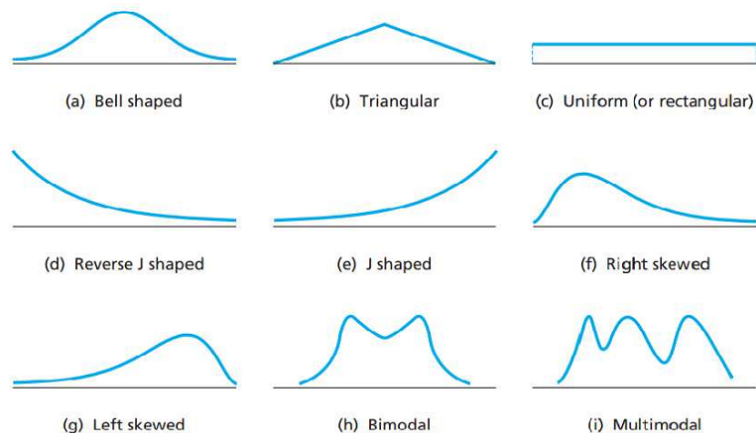 (a) Bell shaped
(b) Triangular
(c) Uniform (or rectangular)
(d) Reverse J shaped
(e) J shaped
(f) Right skewed
(g) Left skewed
(h) Bimodal
(i) Multimodal